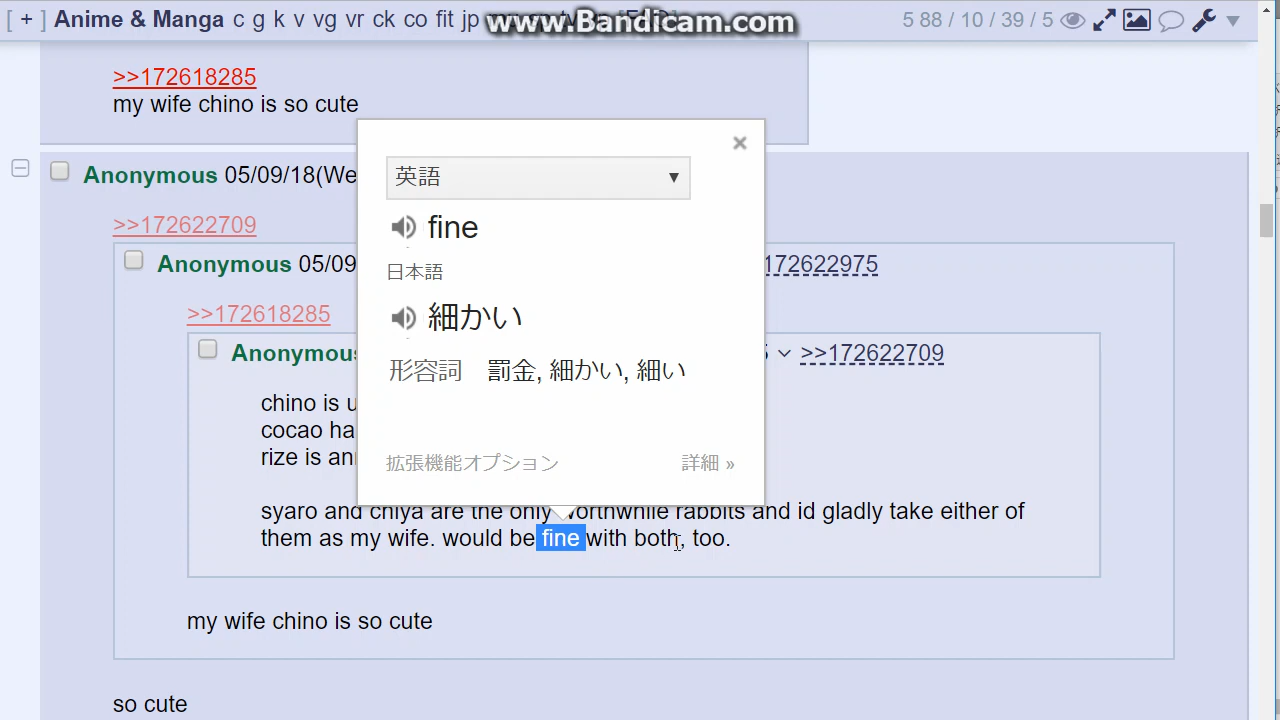 [ + ] Anime & Manga c g k v vg vr ck co fit jp
www.Bandicam.com
5 88 / 10 / 39 / 5
>>172618285
my wife chino is so cute
Anonymous 05/09/18(We
>>172622709
Anonymous 05/09
172622975
>>172618285
Anonymou
>>172622709
chino is u
cocao ha
rize is an
syaro and chiya are the only worthwhile rabbits and id gladly take either of
them as my wife. would be fine with both, too.
my wife chino is so cute
so cute
英語
fine
日本語
細かい
形容詞 罰金, 細かい, 細い
拡張機能オプション
詳細 »